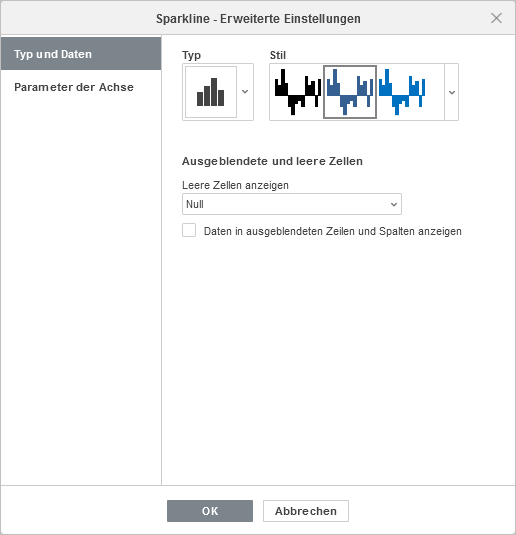 Sparkline - Erweiterte Einstellungen
Typ und Daten
Parameter der Achse
Typ
Stil
Ausgeblendete und leere Zellen
Leere Zellen anzeigen
Null
Daten in ausgeblendeten Zeilen und Spalten anzeigen
OK
Abbrechen